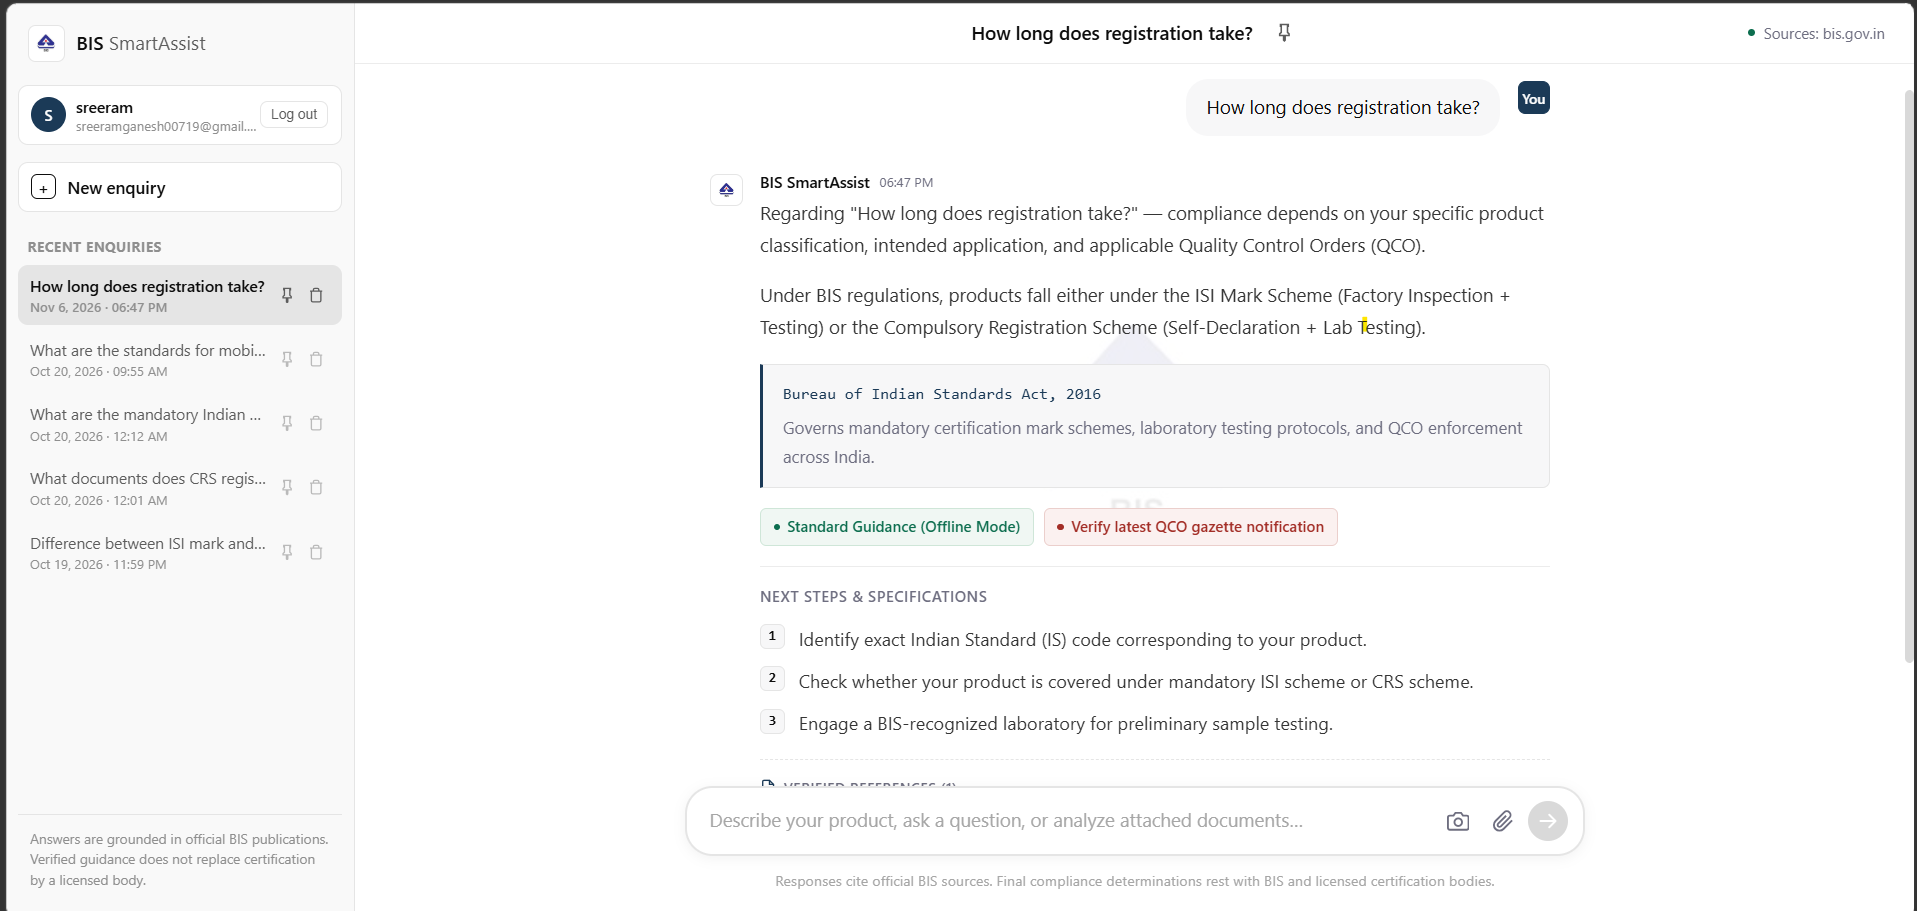 BIS SmartAssist
S
sreeram
sreeramganesh00719@gmail....
Log out
+ New enquiry
RECENT ENQUIRIES
How long does registration take?
Nov 6, 2026 · 06:47 PM
What are the standards for mobi...
Oct 20, 2026 · 09:55 AM
What are the mandatory Indian ...
Oct 20, 2026 · 12:12 AM
What documents does CRS regis...
Oct 20, 2026 · 12:01 AM
Difference between ISI mark and...
Oct 19, 2026 · 11:59 PM
Answers are grounded in official BIS publications.
Verified guidance does not replace certification
by a licensed body.
How long does registration take?
Sources: bis.gov.in
How long does registration take?
You
BIS SmartAssist 06:47 PM
Regarding "How long does registration take?" — compliance depends on your specific product
classification, intended application, and applicable Quality Control Orders (QCO).
Under BIS regulations, products fall either under the ISI Mark Scheme (Factory Inspection +
Testing) or the Compulsory Registration Scheme (Self-Declaration + Lab Testing).
Bureau of Indian Standards Act, 2016
Governs mandatory certification mark schemes, laboratory testing protocols, and QCO enforcement
across India.
BIS
• Standard Guidance (Offline Mode)
• Verify latest QCO gazette notification
NEXT STEPS & SPECIFICATIONS
1 Identify exact Indian Standard (IS) code corresponding to your product.
2 Check whether your product is covered under mandatory ISI scheme or CRS scheme.
3 Engage a BIS-recognized laboratory for preliminary sample testing.
VERIFIED REFERENCES (1)
Describe your product, ask a question, or analyze attached documents...
Responses cite official BIS sources. Final compliance determinations rest with BIS and licensed certification bodies.